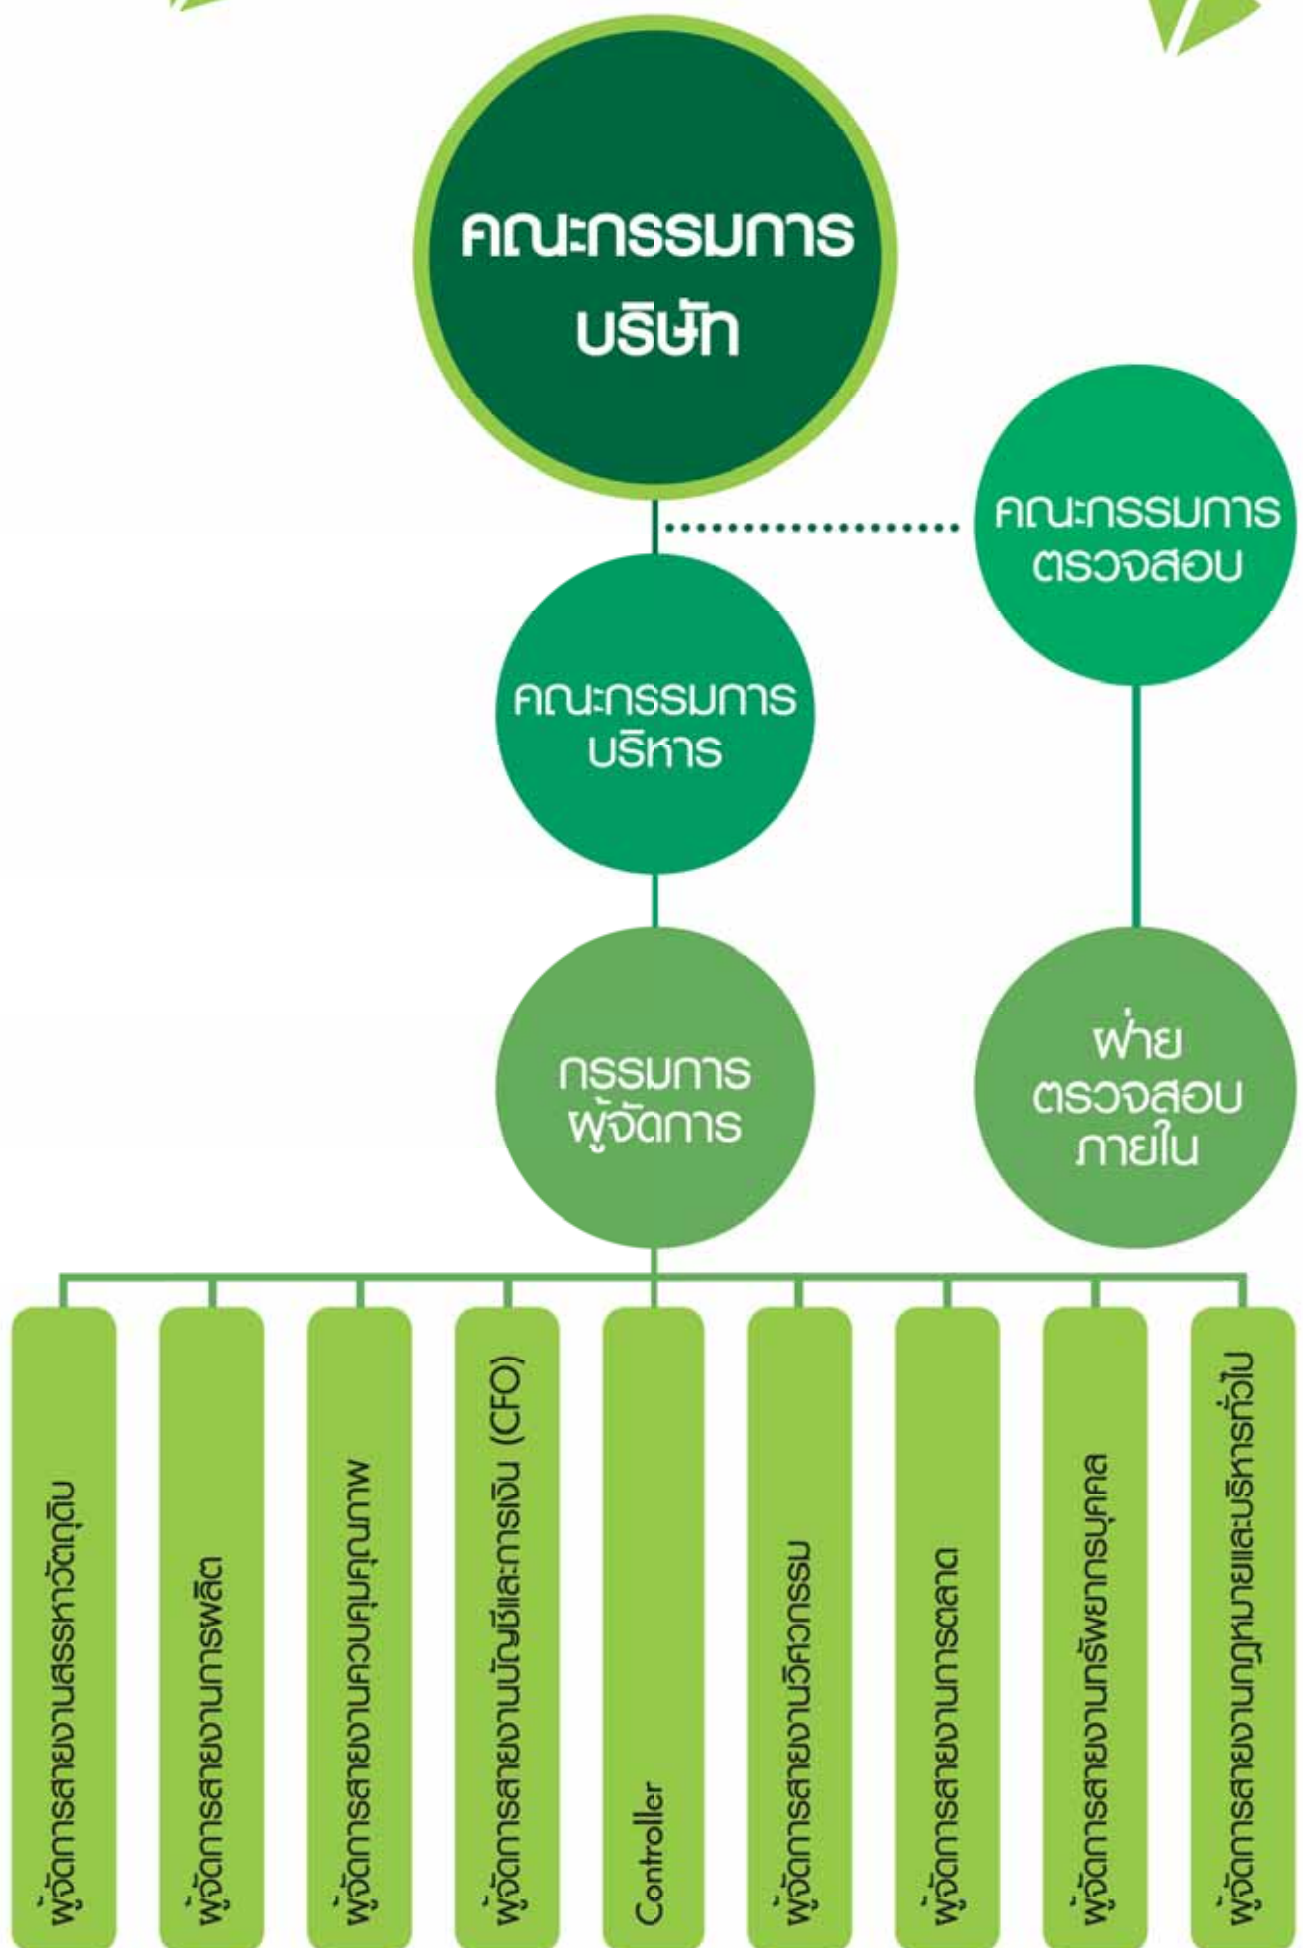 คณะกรรมการ
บริษัท
คณะกรรมการ
ตรวจสอบ
คณะกรรมการ
บริหาร
กรรมการ
ผู้จัดการ
ฝ่าย
ตรวจสอบ
ภายใน
ผู้จัดการสายงานสรรหาวัตถุดิบ
ผู้จัดการสายงานการผลิต
ผู้จัดการสายงานควบคุมคุณภาพ
ผู้จัดการสายงานบัญชีและการเงิน (CFO)
Controller
ผู้จัดการสายงานวิศวกรรม
ผู้จัดการสายงานการตลาด
ผู้จัดการสายงานทรัพยากรบุคคล
ผู้จัดการสายงานกฎหมายและบริหารทั่วไป